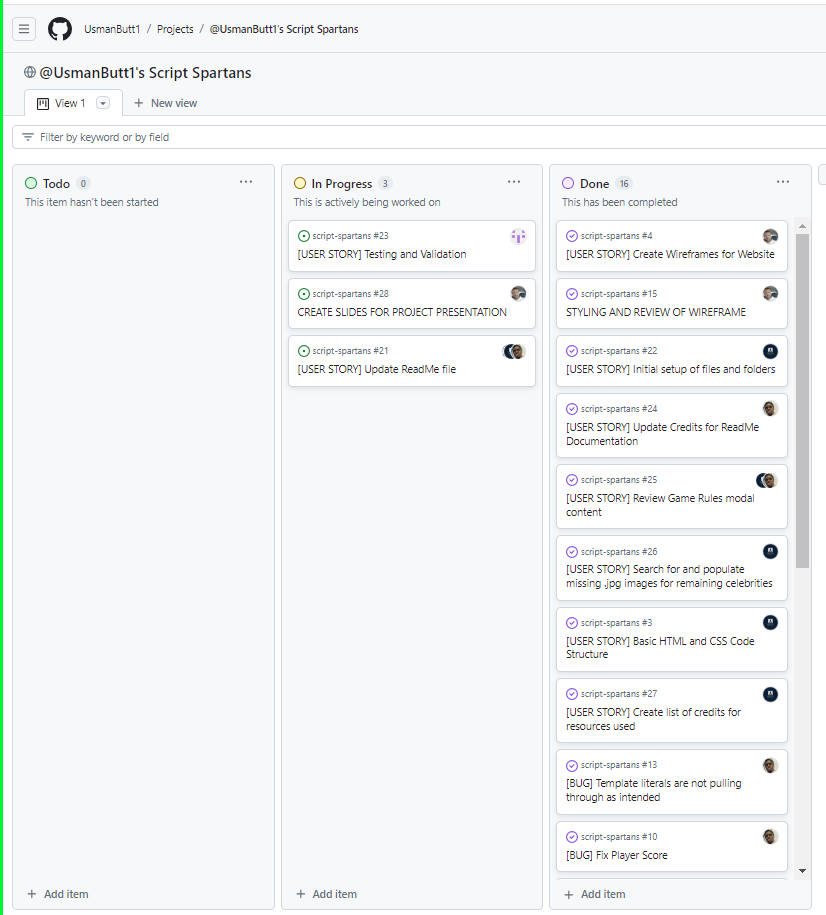 UsmanButt1 / Projects / @UsmanButt1's Script Spartans
@UsmanButt1's Script Spartans
View 1
+ New view
Filter by keyword or by field
Todo 0
This item hasn't been started
+ Add item
In Progress 3
This is actively being worked on
script-spartans #23
[USER STORY] Testing and Validation
script-spartans #28
CREATE SLIDES FOR PROJECT PRESENTATION
script-spartans #21
[USER STORY] Update ReadMe file
+ Add item
Done 16
This has been completed
script-spartans #4
[USER STORY] Create Wireframes for Website
script-spartans #15
STYLING AND REVIEW OF WIREFRAME
script-spartans #22
[USER STORY] Initial setup of files and folders
script-spartans #24
[USER STORY] Update Credits for ReadMe
Documentation
script-spartans #25
[USER STORY] Review Game Rules modal
content
script-spartans #26
[USER STORY] Search for and populate
missing .jpg images for remaining celebrities
script-spartans #3
[USER STORY] Basic HTML and CSS Code
Structure
script-spartans #27
[USER STORY] Create list of credits for
resources used
script-spartans #13
[BUG] Template literals are not pulling
through as intended
script-spartans #10
[BUG] Fix Player Score
+ Add item